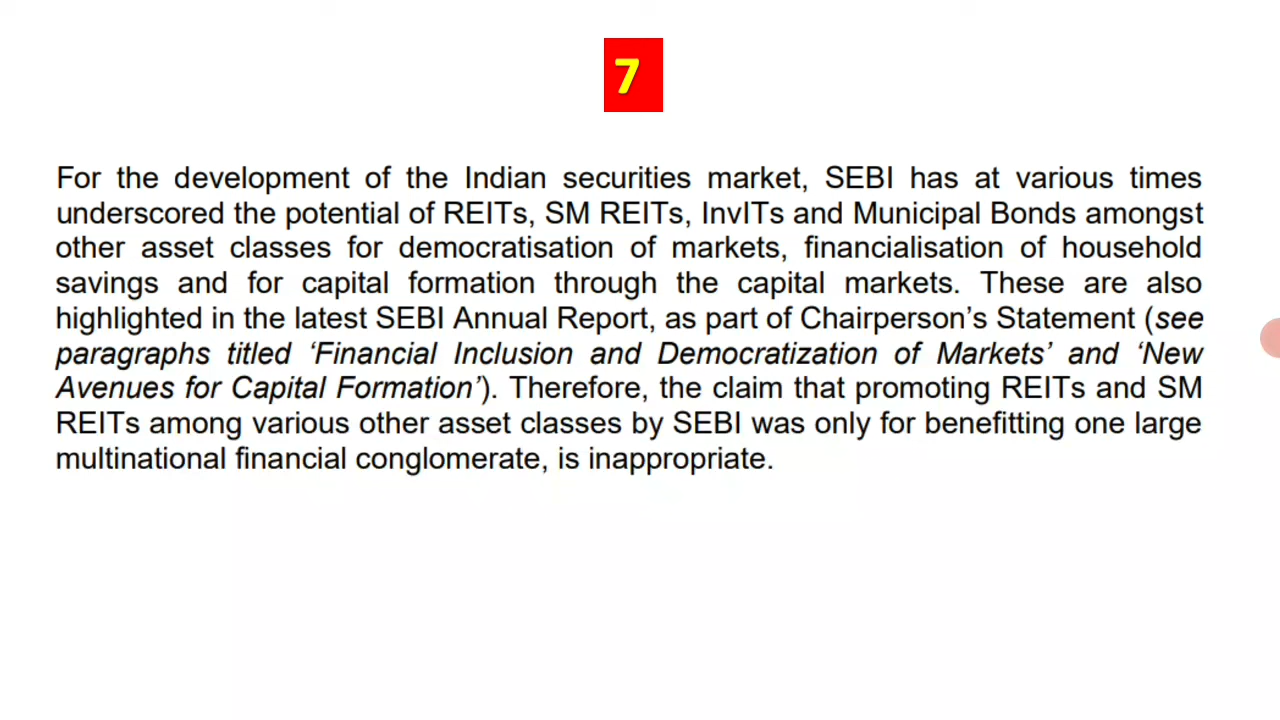 7
For the development of the Indian securities market, SEBI has at various times
underscored the potential of REITs, SM REITs, InvITs and Municipal Bonds amongst
other asset classes for democratisation of markets, financialisation of household
savings and for capital formation through the capital markets. These are also
highlighted in the latest SEBI Annual Report, as part of Chairperson’s Statement (see
paragraphs titled ‘Financial Inclusion and Democratization of Markets’ and ‘New
Avenues for Capital Formation’). Therefore, the claim that promoting REITs and SM
REITs among various other asset classes by SEBI was only for benefitting one large
multinational financial conglomerate, is inappropriate.